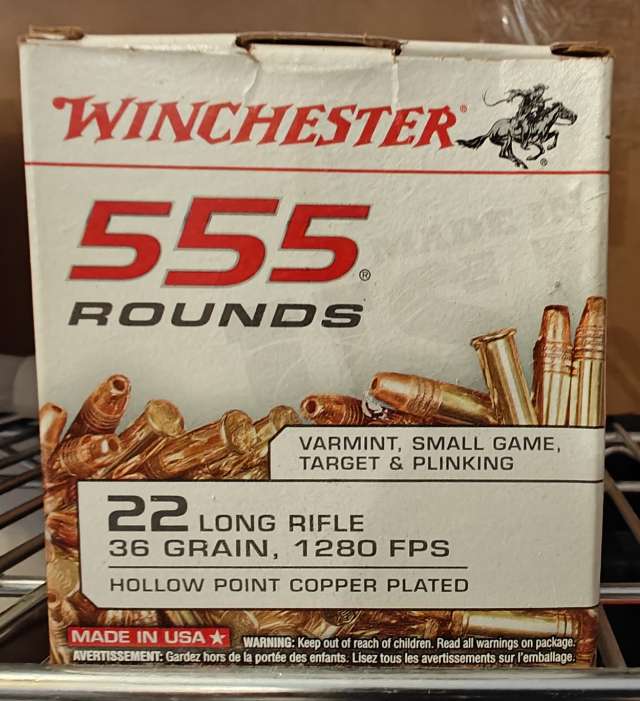 WINCHESTER®
555®
ROUNDS
VARMINT, SMALL GAME,
TARGET & PLINKING
22 LONG RIFLE
36 GRAIN, 1280 FPS
HOLLOW POINT COPPER PLATED
MADE IN USA ★ WARNING: Keep out of reach of children. Read all warnings on package.
AVERTISSEMENT: Gardez hors de la portée des enfants. Lisez tous les avertissements sur l'emballage.